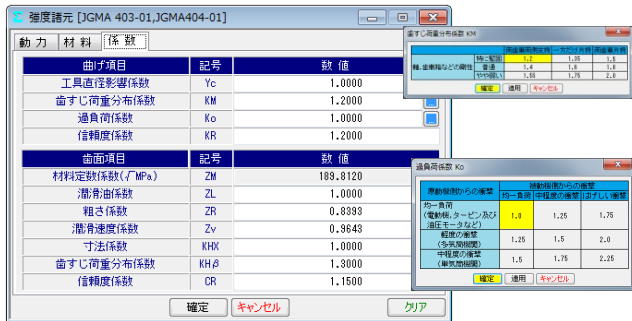 強度諸元 [JGMA 403-01,JGMA404-01]
動 力 材 料 係 数
曲げ項目 記号 数 値
工具直径影響係数 Yc 1.0000
歯すじ荷重分布係数 KM 1.2000
過負荷係数 Ko 1.0000
信頼度係数 KR 1.2000
歯面項目 記号 数 値
材料定数係数(√MPa) ZM 189.8120
潤滑油係数 ZL 1.0000
粗さ係数 ZR 0.8393
潤滑速度係数 Zv 0.9643
寸法係数 KHX 1.0000
歯すじ荷重分布係数 KHβ 1.3000
信頼度係数 CR 1.1500
確定 キャンセル クリア
歯すじ荷重分布係数 KM
両歯車両側支持 一方だけ片持 両歯車片持
軸,歯車箱などの剛性 特に堅固 1.2 1.35 1.5
普通 1.4 1.6 1.8
やや弱い 1.55 1.75 2.0
確定 適用 キャンセル
過負荷係数 Ko
原動機側からの衝撃 被動機側からの衝撃
均一負荷 中程度の衝撃 はげしい衝撃
均一負荷
(電動機,タービン及び
油圧モータなど) 1.0 1.25 1.75
軽度の衝撃
(多気筒機関) 1.25 1.5 2.0
中程度の衝撃
(単気筒機関) 1.5 1.75 2.25
確定 適用 キャンセル